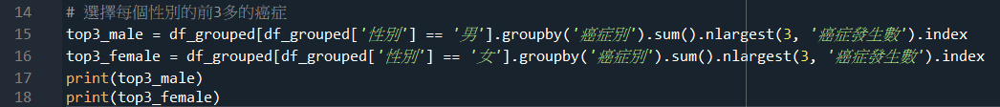 14 # 選擇每個性別的前3多的癌症
15 top3_male = df_grouped[df_grouped['性別'] == '男'].groupby('癌症別').sum().nlargest(3, '癌症發生數').index
16 top3_female = df_grouped[df_grouped['性別'] == '女'].groupby('癌症別').sum().nlargest(3, '癌症發生數').index
17 print(top3_male)
18 print(top3_female)